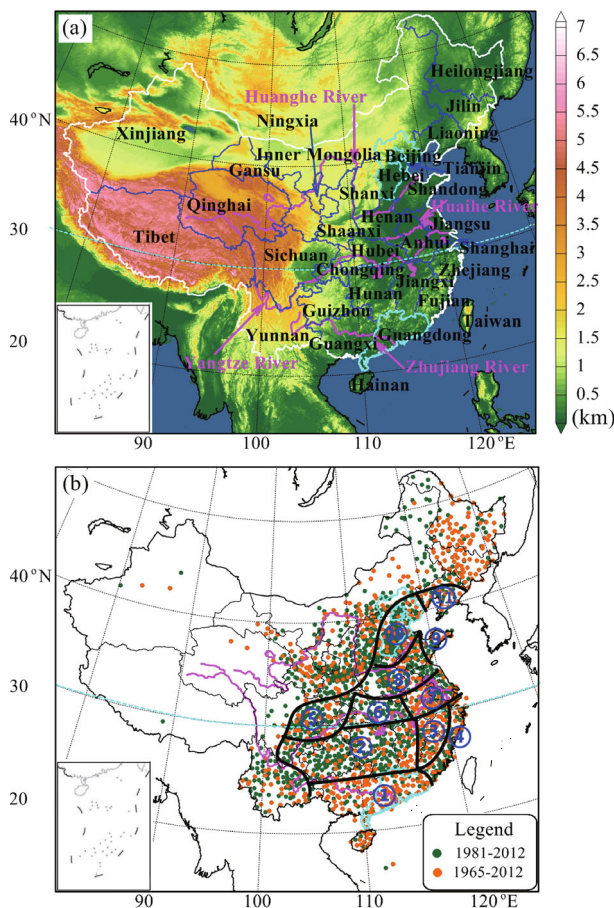 (a)
Heilongjiang
Jilin
Huanghe River
Liaoning
40°N
Ningxia
Xinjiang
Inner Mongolia
Beijing
Gansu
Hebei
Tianjin
Shanxi
Shandong
Qinghai
Henan
Huaihe River
30
Shaanxi
Jiangsu
Anhui
Tibet
Hubei
Shanghai
Sichuan
Chongqing
Zhejiang
Jiangxi
Hunan
Fujian
Guizhou
20
Taiwan
Yunnan
Guangdong
Guangxi
Yangtze River
Zhujiang River
Hainan
90
100
110
120°E
7
6.5
6
5.5
5
4.5
4
3.5
3
2.5
2
1.5
1
0.5
(km)
(b)
40°N
30
20
②
①
④
Legend
1981-2012
1965-2012
90
100
110
120°E